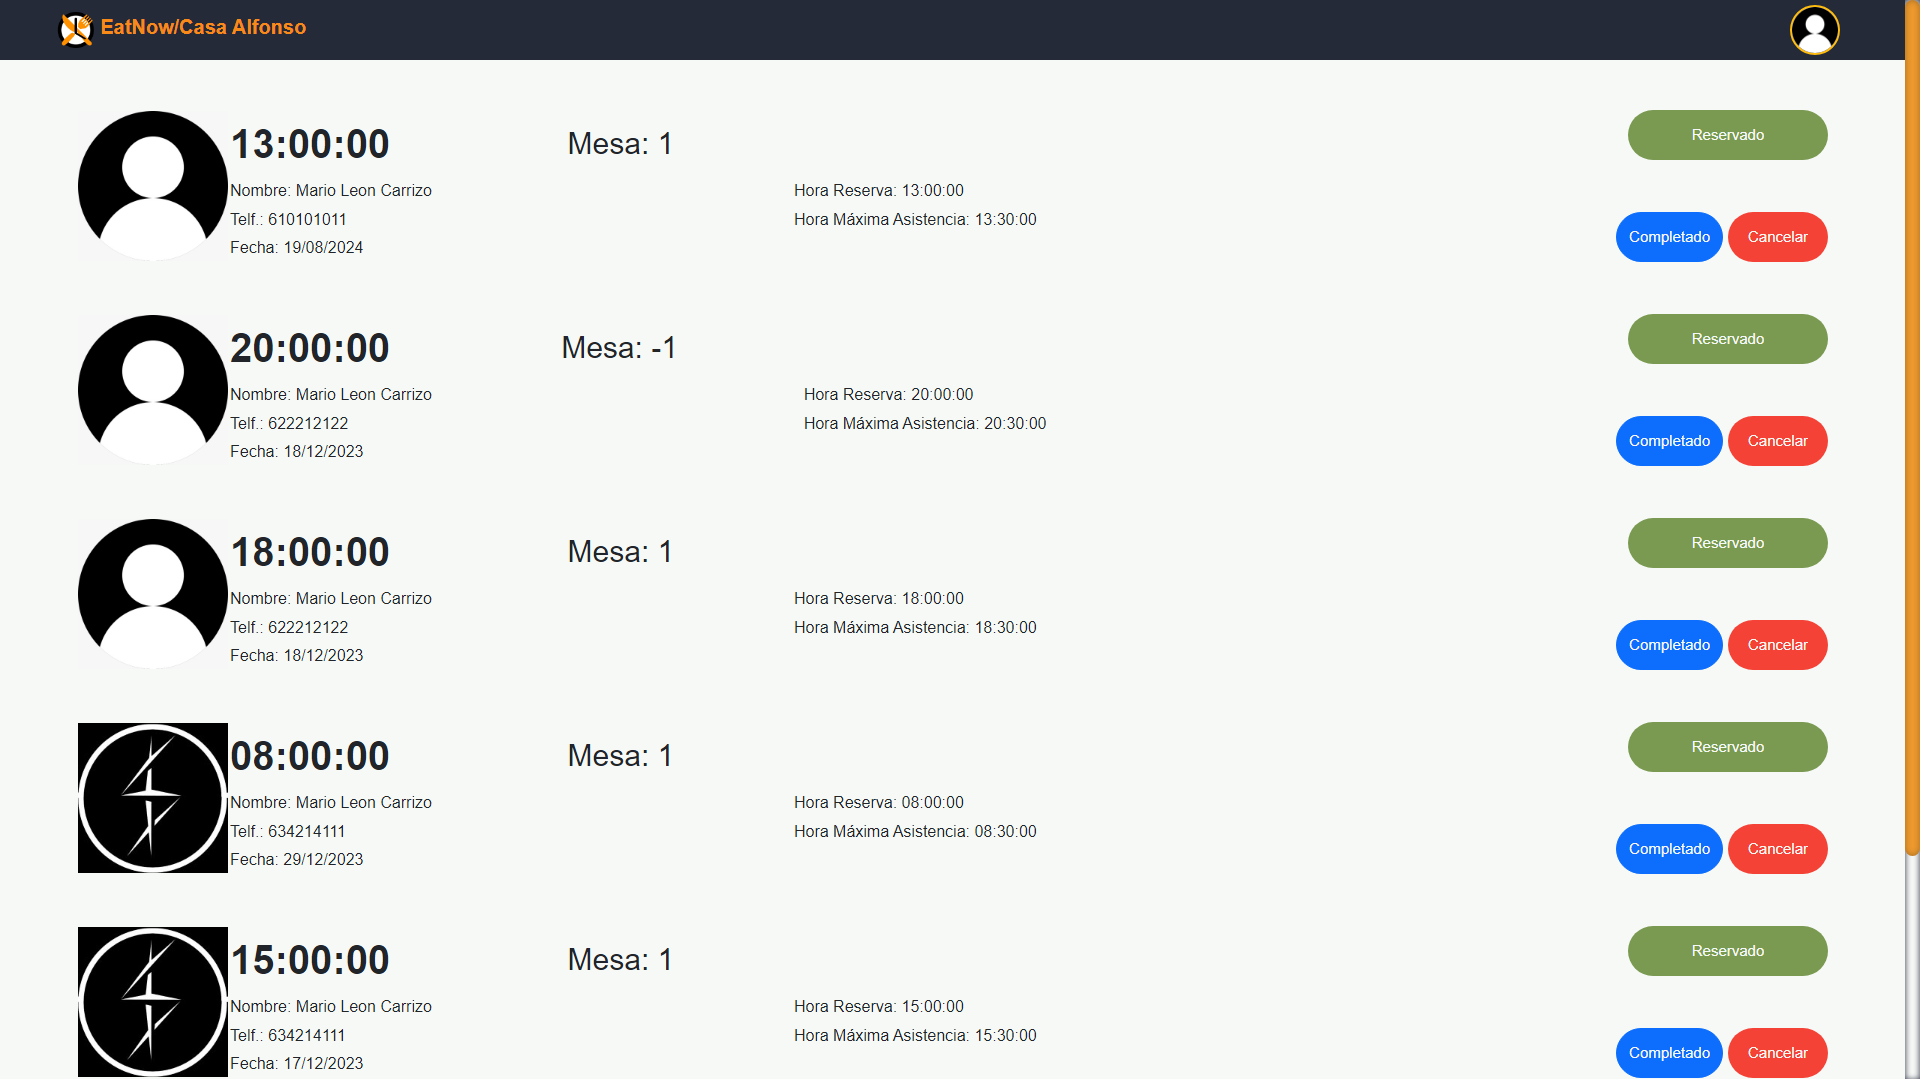 EatNow/Casa Alfonso
13:00:00
Mesa: 1
Reservado
Nombre: Mario Leon Carrizo
Hora Reserva: 13:00:00
Telf.: 610101011
Hora Máxima Asistencia: 13:30:00
Completado
Cancelar
Fecha: 19/08/2024
20:00:00
Mesa: -1
Reservado
Nombre: Mario Leon Carrizo
Hora Reserva: 20:00:00
Telf.: 622212122
Hora Máxima Asistencia: 20:30:00
Completado
Cancelar
Fecha: 18/12/2023
18:00:00
Mesa: 1
Reservado
Nombre: Mario Leon Carrizo
Hora Reserva: 18:00:00
Telf.: 622212122
Hora Máxima Asistencia: 18:30:00
Completado
Cancelar
Fecha: 18/12/2023
08:00:00
Mesa: 1
Reservado
Nombre: Mario Leon Carrizo
Hora Reserva: 08:00:00
Telf.: 634214111
Hora Máxima Asistencia: 08:30:00
Completado
Cancelar
Fecha: 29/12/2023
15:00:00
Mesa: 1
Reservado
Nombre: Mario Leon Carrizo
Hora Reserva: 15:00:00
Telf.: 634214111
Hora Máxima Asistencia: 15:30:00
Completado
Cancelar
Fecha: 17/12/2023